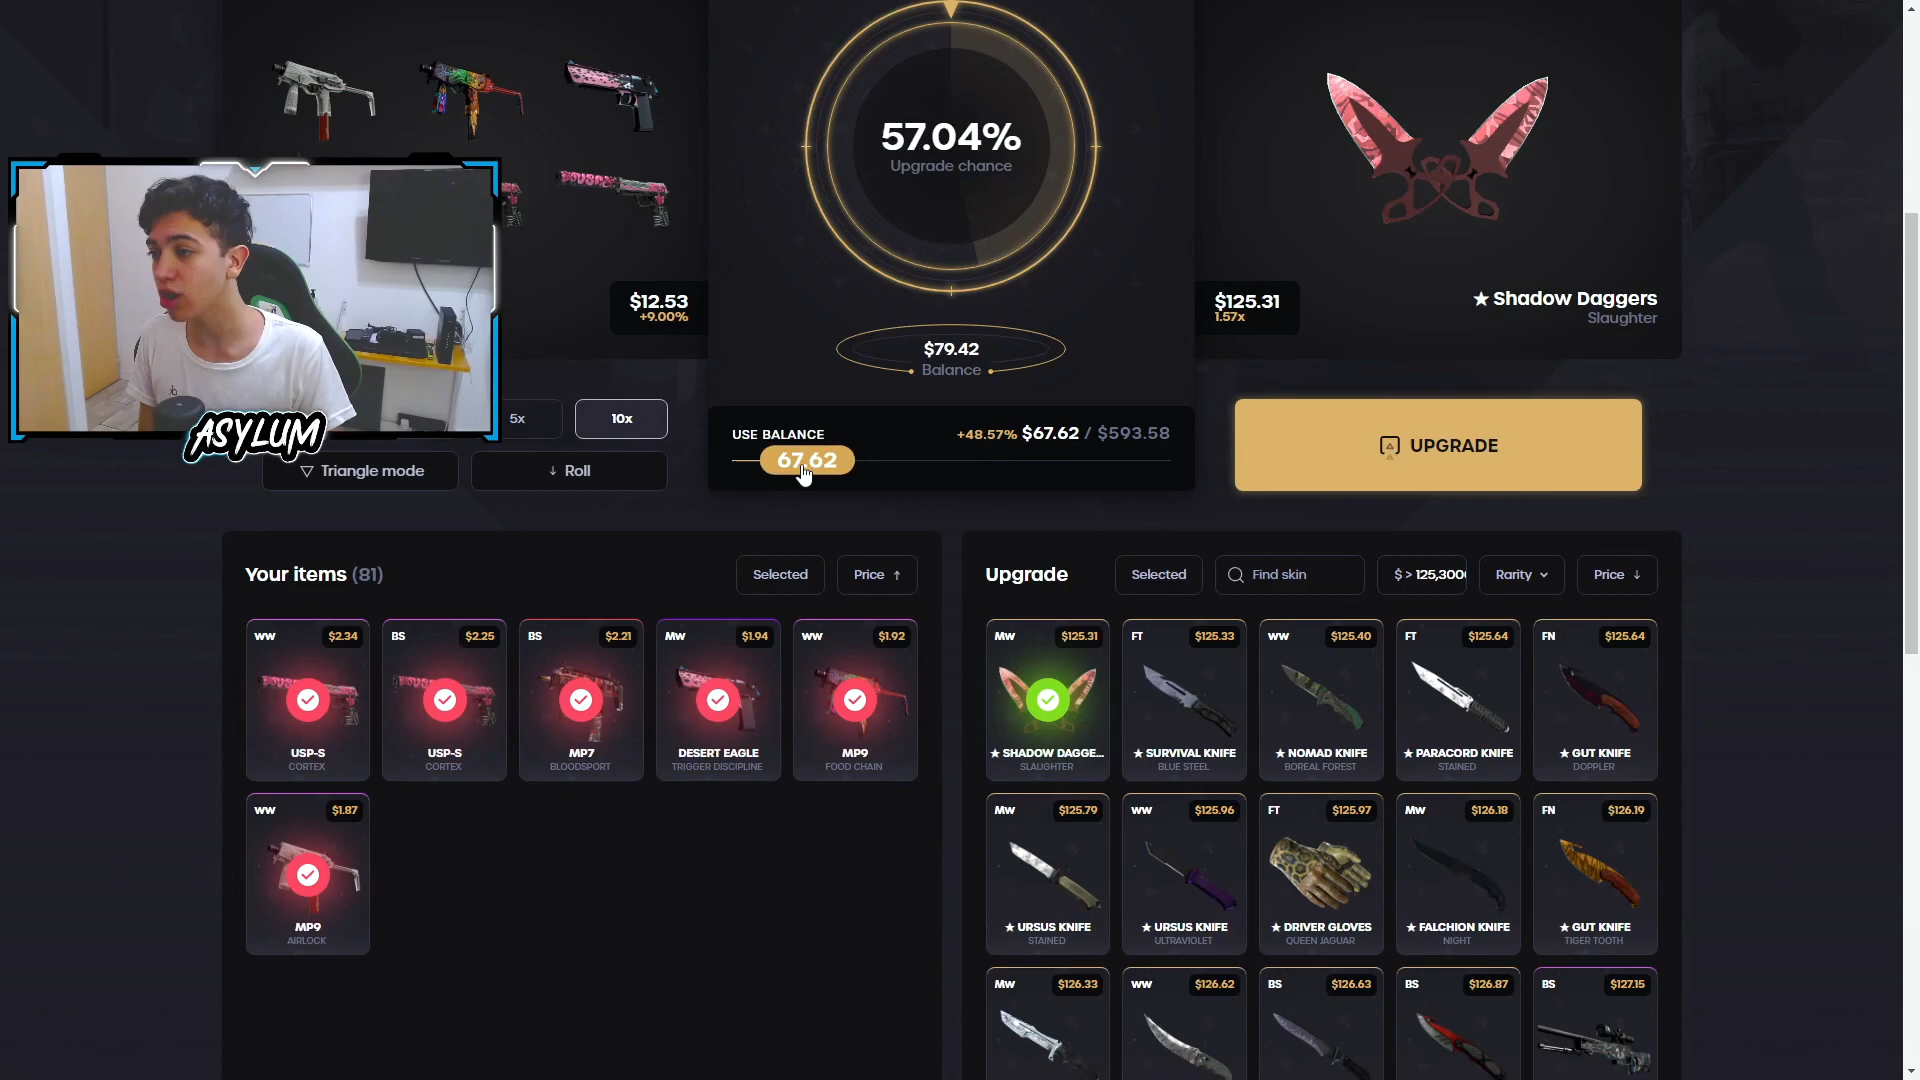 57.04%
Upgrade chance
$12.53
+9.00%
$125.31
1.57x
★ Shadow Daggers
Slaughter
$79.42
Balance
5x
10x
USE BALANCE
+48.57% $67.62 / $593.58
67.62
UPGRADE
ASYLUM
Triangle mode
Roll
Your items (81)
Selected
Price ↑
Upgrade
Selected
Find skin
$ > 125,300
Rarity
Price ↓
WW $2.34
BS $2.25
BS $2.21
MW $1.94
WW $1.92
USP-S
CORTEX
USP-S
CORTEX
MP7
BLOODSPORT
DESERT EAGLE
TRIGGER DISCIPLINE
MP9
FOOD CHAIN
WW $1.87
MP9
AIRLOCK
MW $125.31
FT $125.33
WW $125.40
FT $125.64
FN $125.64
★ SHADOW DAGGE...
SLAUGHTER
★ SURVIVAL KNIFE
BLUE STEEL
★ NOMAD KNIFE
BOREAL FOREST
★ PARACORD KNIFE
STAINED
★ GUT KNIFE
DOPPLER
MW $125.79
WW $125.96
FT $125.97
MW $126.18
FN $126.19
★ URSUS KNIFE
STAINED
★ URSUS KNIFE
ULTRAVIOLET
★ DRIVER GLOVES
QUEEN JAGUAR
★ FALCHION KNIFE
NIGHT
★ GUT KNIFE
TIGER TOOTH
MW $126.33
WW $126.62
BS $126.63
BS $126.87
BS $127.15